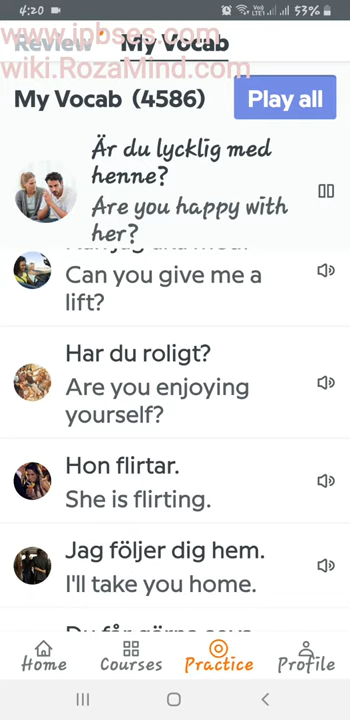 4:20
53%
www.ipbses.com
wiki.RozaMind.com
Review
My Vocab
My Vocab (4586)
Play all
Är du lycklig med
henne?
Are you happy with
her?
Can you give me a
lift?
Har du roligt?
Are you enjoying
yourself?
Hon flirtar.
She is flirting.
Jag följer dig hem.
I'll take you home.
Home
Courses
Practice
Profile